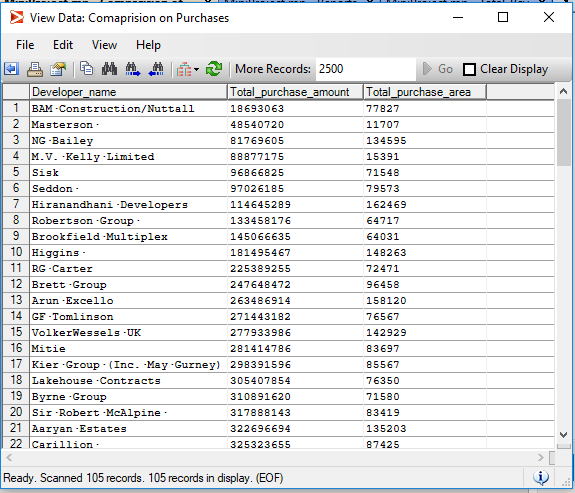 View Data: Comaprision on Purchases
File Edit View Help
More Records: 2500 Go Clear Display
Developer_name Total_purchase_amount Total_purchase_area
1 BAM·Construction/Nuttall 18693063 77827
2 Masterson· 48540720 11707
3 NG·Bailey 81769605 134595
4 M.V.·Kelly·Limited 88877175 15391
5 Sisk 96866825 71548
6 Seddon· 97026185 79573
7 Hiranandhani·Developers 114645289 162469
8 Robertson·Group· 133458176 64717
9 Brookfield·Multiplex 145066635 64031
10 Higgins· 181495467 148263
11 RG·Carter 225389255 72471
12 Brett·Group 247648472 96458
13 Arun·Excello 263486914 158120
14 GF·Tomlinson 271443182 76567
15 VolkerWessels·UK 277933986 142929
16 Mitie 281414786 83697
17 Kier·Group·(Inc.·May·Gurney) 298391596 85567
18 Lakehouse·Contracts 305407854 76350
19 Byrne·Group 310891620 71580
20 Sir·Robert·McAlpine· 317888143 83419
21 Aaryan·Estates 322696694 135203
22 Carillion· 325323655 87425
Ready. Scanned 105 records. 105 records in display. (EOF)